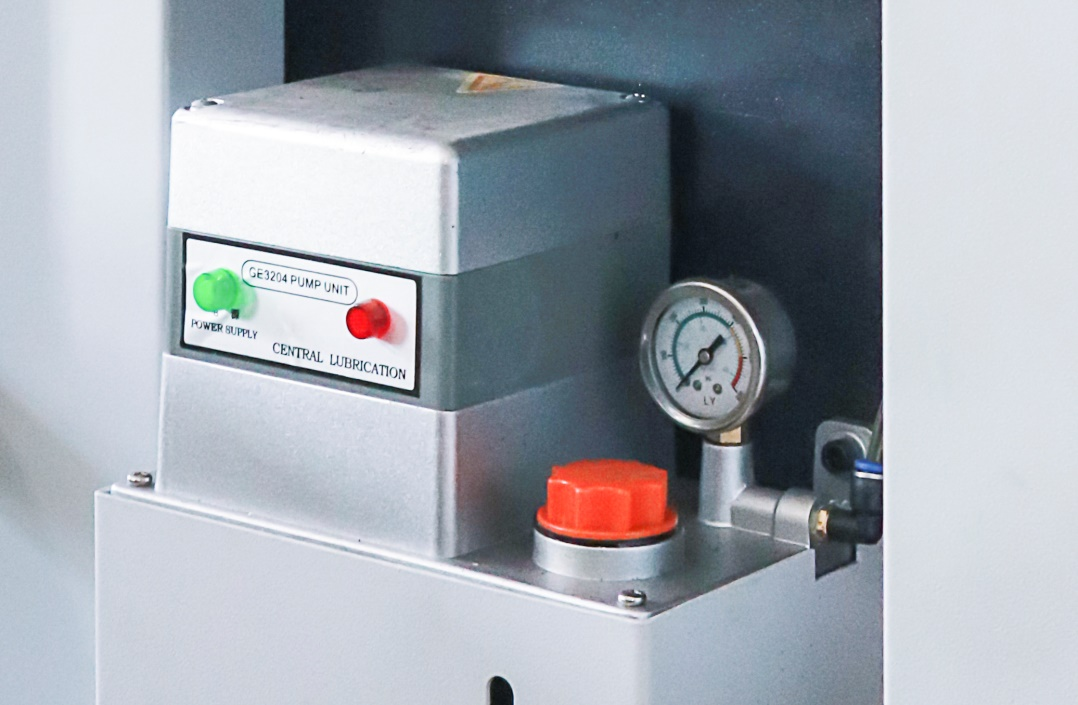 GE3204 PUMP UNIT
POWER SUPPLY
CENTRAL LUBRICATION
LY